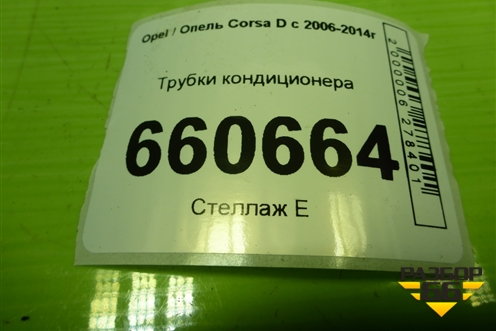 Opel / Опель Corsa D с 2006-2014г
Трубки кондиционера
660664
Стеллаж Е
2000006278401
РАЗБОР